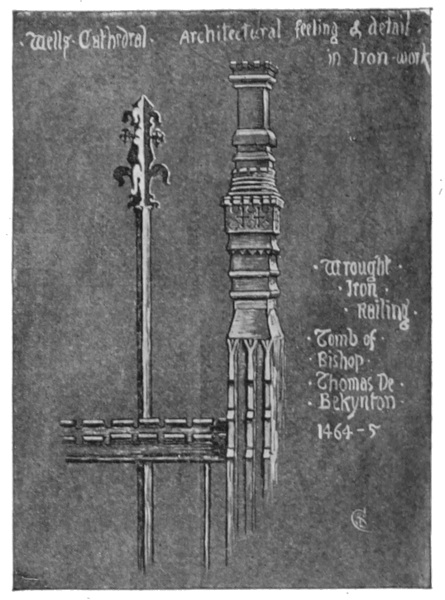 · Wells · Cathedral · Architectural feeling & detail ·
in Iron-work
· Wrought ·
· Iron ·
· Railing ·
· Tomb of ·
· Bishop ·
· Thomas De ·
· Bekynton
1464-5